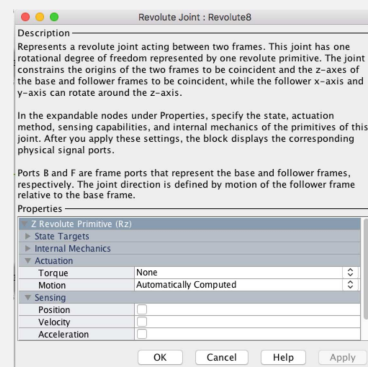 Revolute Joint : Revolute8
Description
Represents a revolute joint acting between two frames. This joint has one
rotational degree of freedom represented by one revolute primitive. The joint
constrains the origins of the two frames to be coincident and the z-axes of
the base and follower frames to be coincident, while the follower x-axis and
y-axis can rotate around the z-axis.
In the expandable nodes under Properties, specify the state, actuation
method, sensing capabilities, and internal mechanics of the primitives of this
joint. After you apply these settings, the block displays the corresponding
physical signal ports.
Ports B and F are frame ports that represent the base and follower frames,
respectively. The joint direction is defined by motion of the follower frame
relative to the base frame.
Properties
Z Revolute Primitive (Rz)
State Targets
Internal Mechanics
Actuation
Torque None
Motion Automatically Computed
Sensing
Position
Velocity
Acceleration
OK Cancel Help Apply